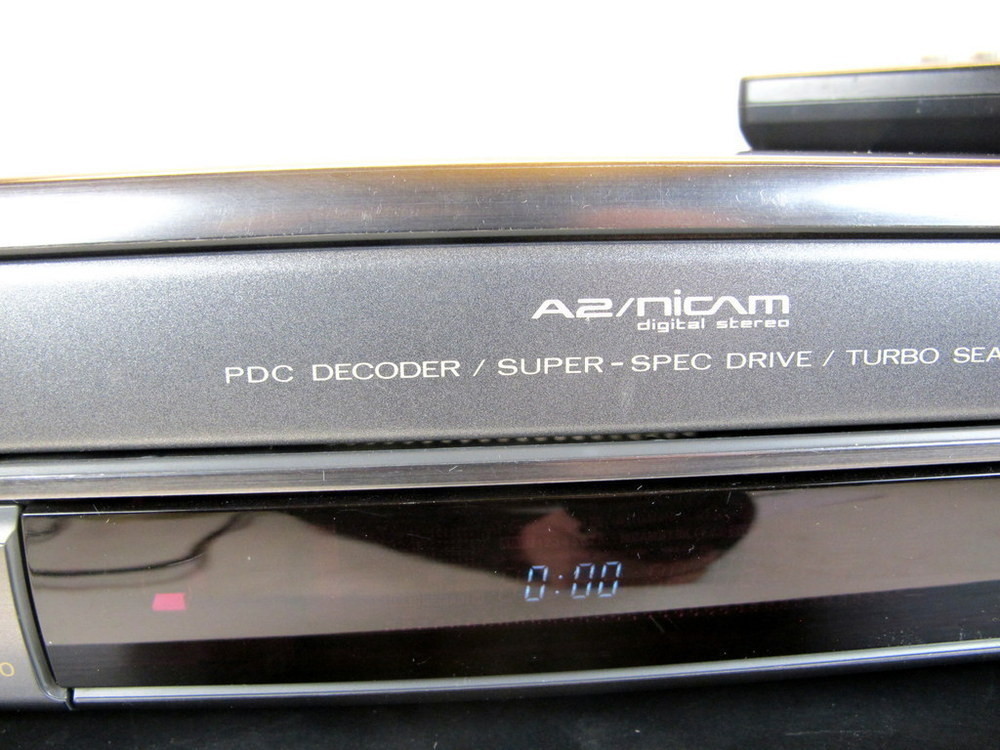 A2/nicam
digital stereo
PDC DECODER / SUPER-SPEC DRIVE / TURBO SEA
0:00
O